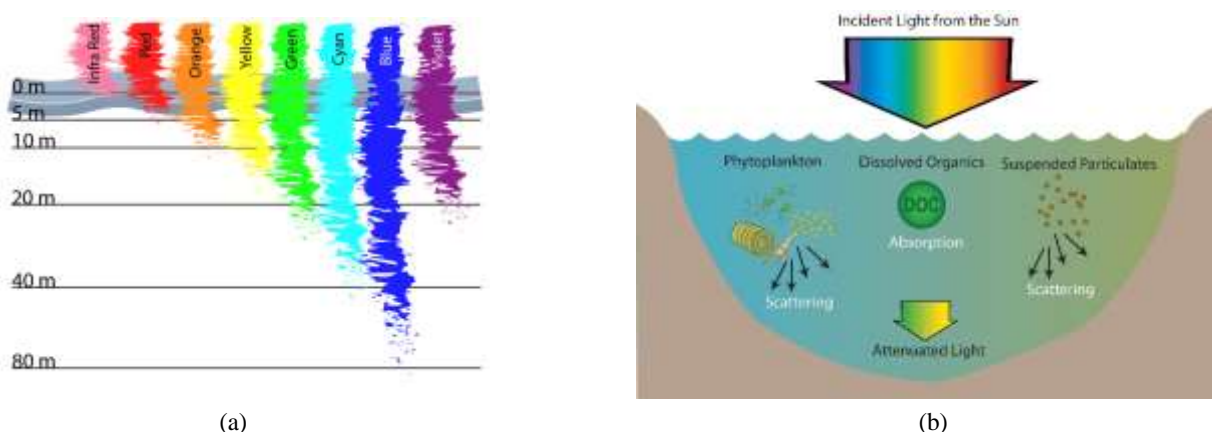 Infra Red
Red
Orange
Yellow
Green
Cyan
Blue
Violet
0 m
5 m
10 m
20 m
40 m
80 m
(a)
Incident Light from the Sun
Phytoplankton
Dissolved Organics
Suspended Particulates
DOC
Absorption
Scattering
Scattering
Attenuated Light
(b)